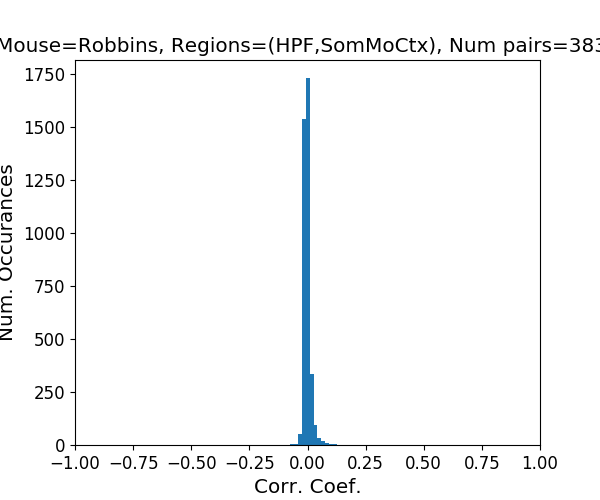 Mouse=Robbins, Regions=(HPF,SomMoCtx), Num pairs=383
1750
1500
1250
1000
750
500
250
0
Num. Occurances
−1.00 −0.75 −0.50 −0.25 0.00 0.25 0.50 0.75 1.00
Corr. Coef.